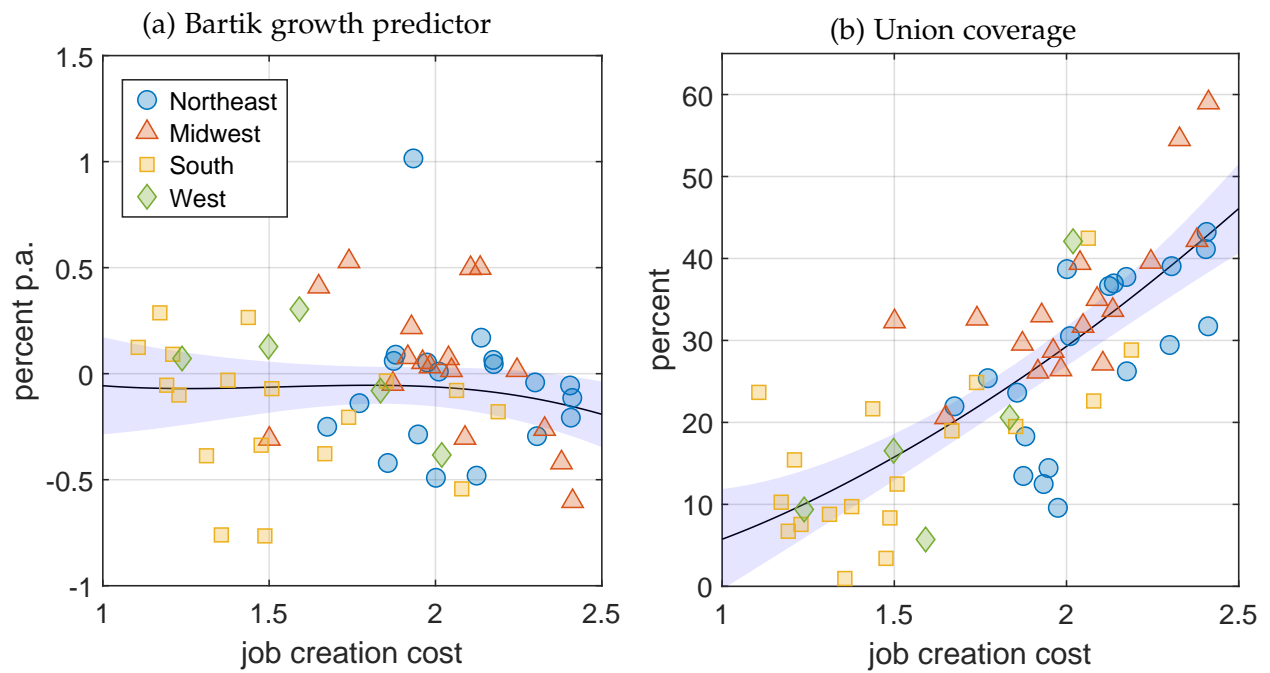 (a) Bartik growth predictor
1.5
1
0.5
0
-0.5
-1
percent p.a.
Northeast
Midwest
South
West
1
1.5
2
2.5
job creation cost
(b) Union coverage
60
50
40
30
20
10
0
percent
1
1.5
2
2.5
job creation cost